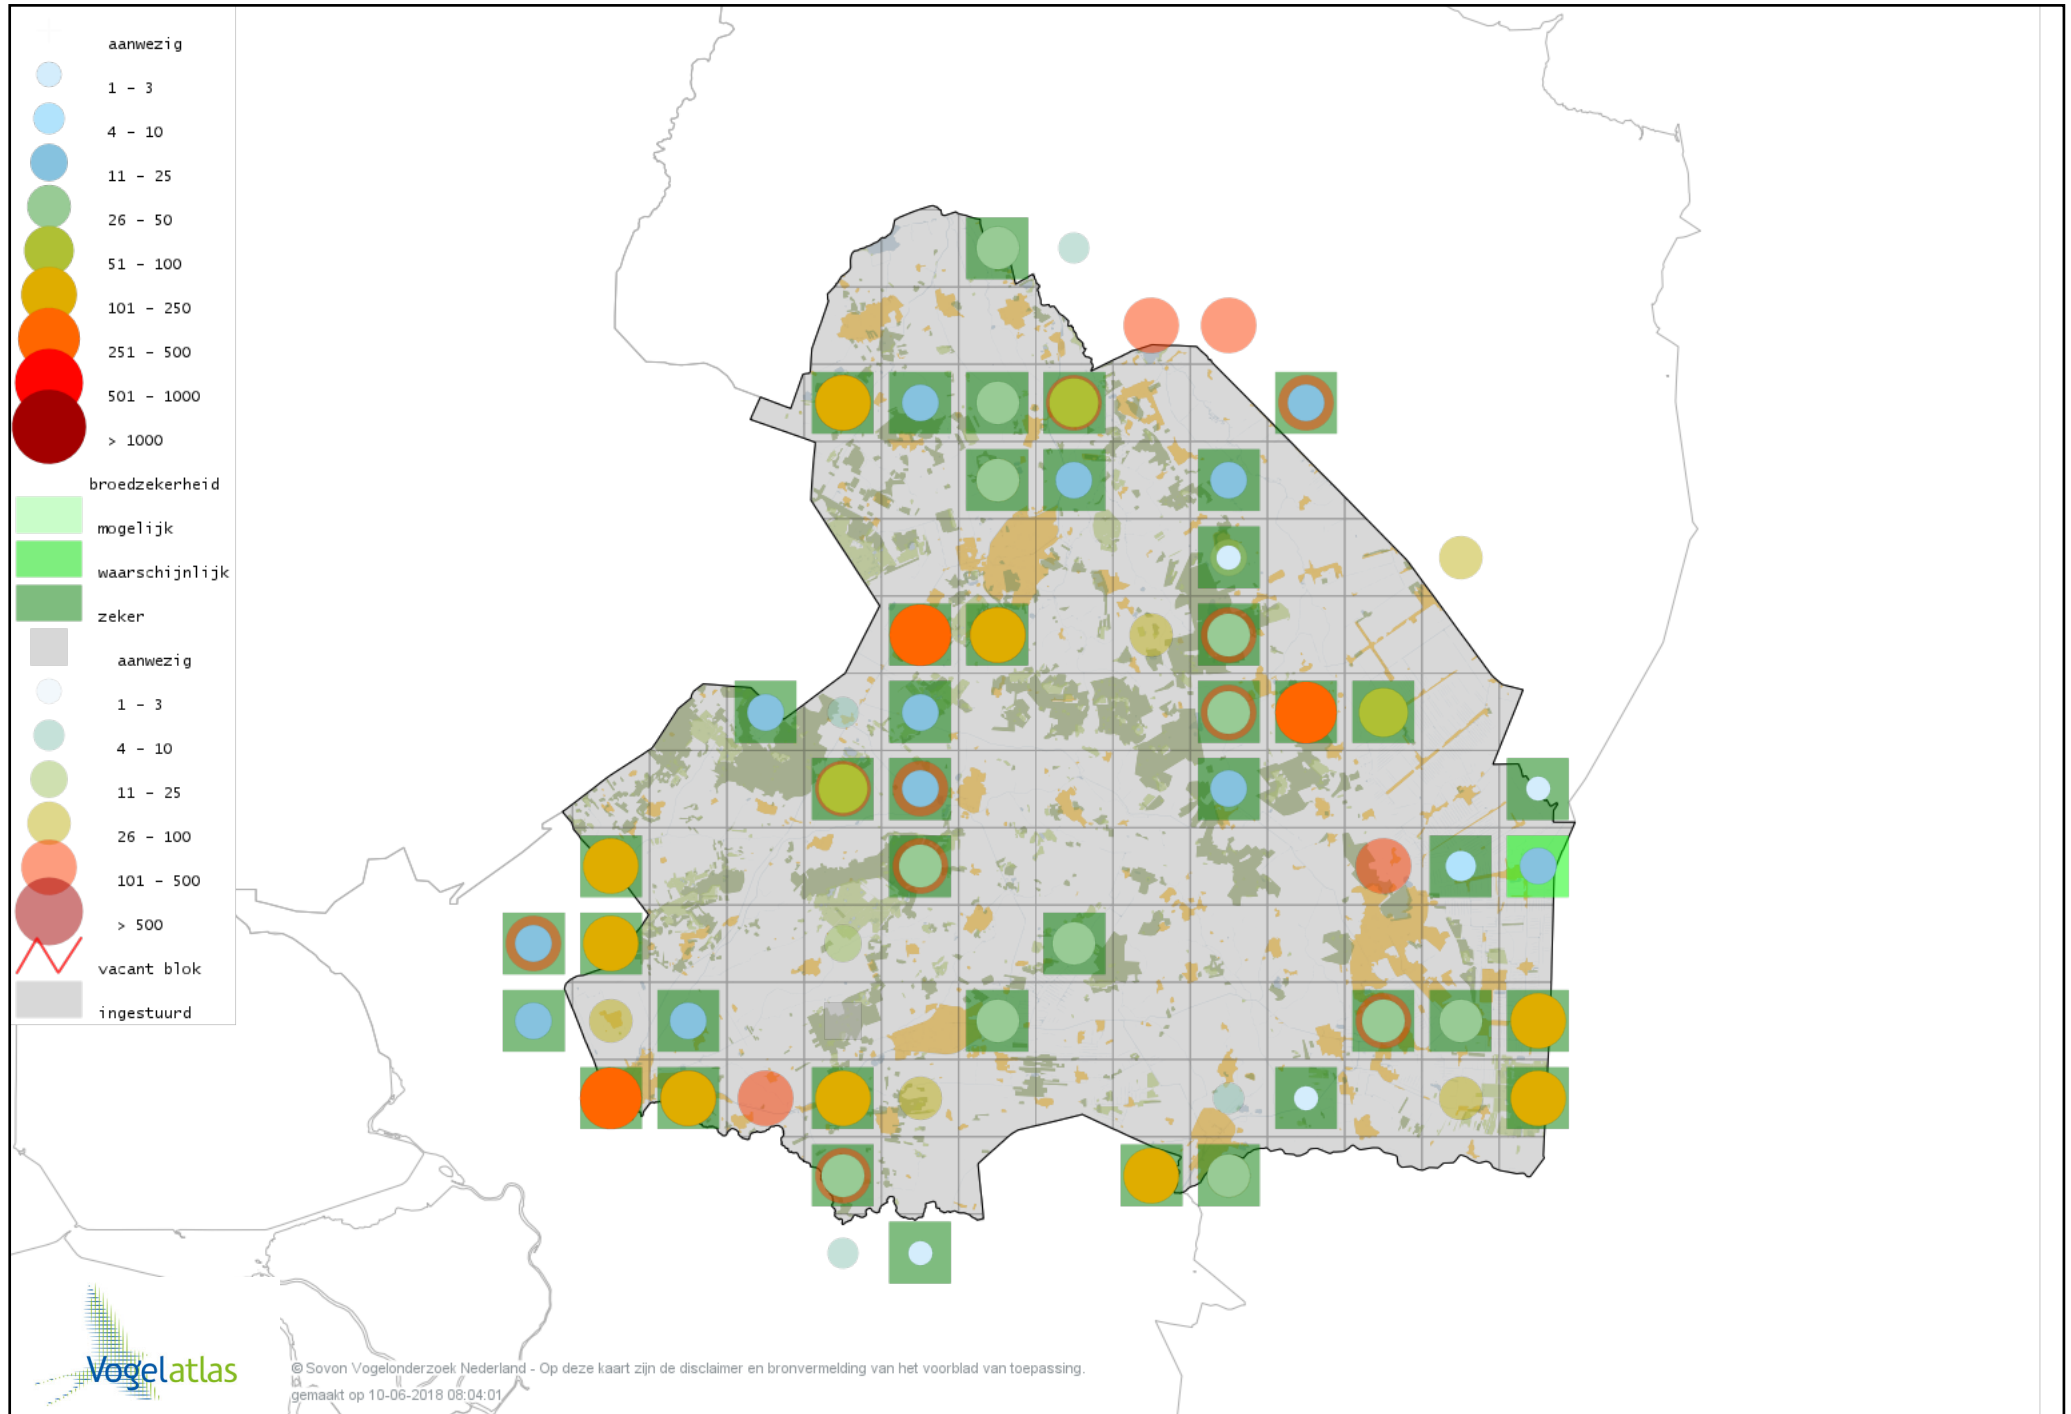 aanwezig
1 - 3
4 - 10
11 - 25
26 - 50
51 - 100
101 - 250
251 - 500
501 - 1000
> 1000
broedzekerheid
mogelijk
waarschijnlijk
zeker
aanwezig
1 - 3
4 - 10
11 - 25
26 - 100
101 - 500
> 500
vacant blok
ingestuurd
Vogelatlas
© Sovon Vogelonderzoek Nederland - Op deze kaart zijn de disclaimer en bronvermelding van het voorblad van toepassing.
gemaakt op 10-06-2018 08:04:01